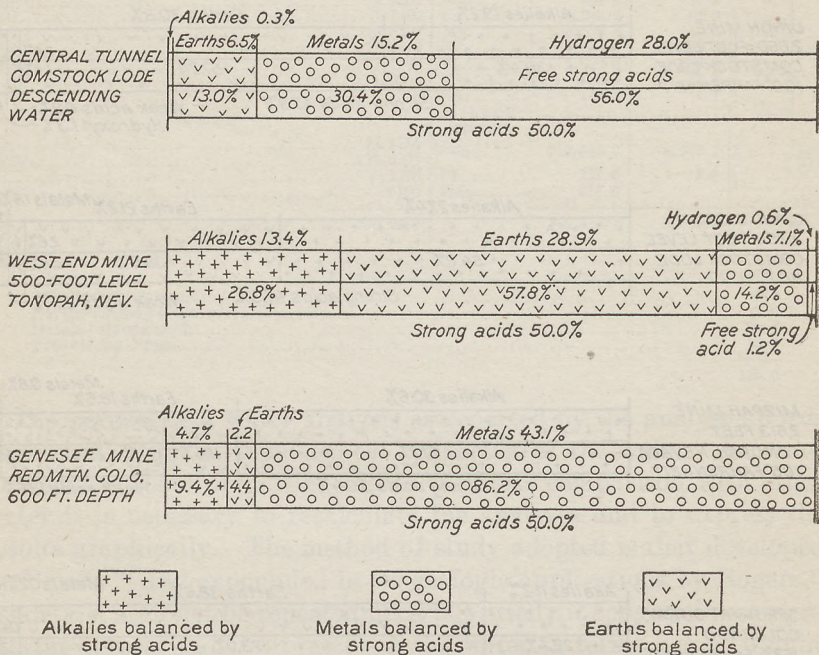 Alkalies 0.3%
Earths 6.5% Metals 15.2% Hydrogen 28.0%
CENTRAL TUNNEL
COMSTOCK LODE
DESCENDING
WATER
Free strong acids
13.0% 30.4% 56.0%
Strong acids 50.0%
Hydrogen 0.6%
Alkalies 13.4% Earths 28.9% Metals 7.1%
WEST END MINE
500-FOOT LEVEL
TONOPAH, NEV.
26.8% 57.8% 14.2%
Strong acids 50.0%
Free strong
acid 1.2%
Alkalies Earths
4.7% 2.2 Metals 43.1%
GENESEE MINE
RED MTN. COLO.
600 FT. DEPTH
9.4% 4.4 86.2%
Strong acids 50.0%
Alkalies balanced by
strong acids
Metals balanced by
strong acids
Earths balanced by
strong acids